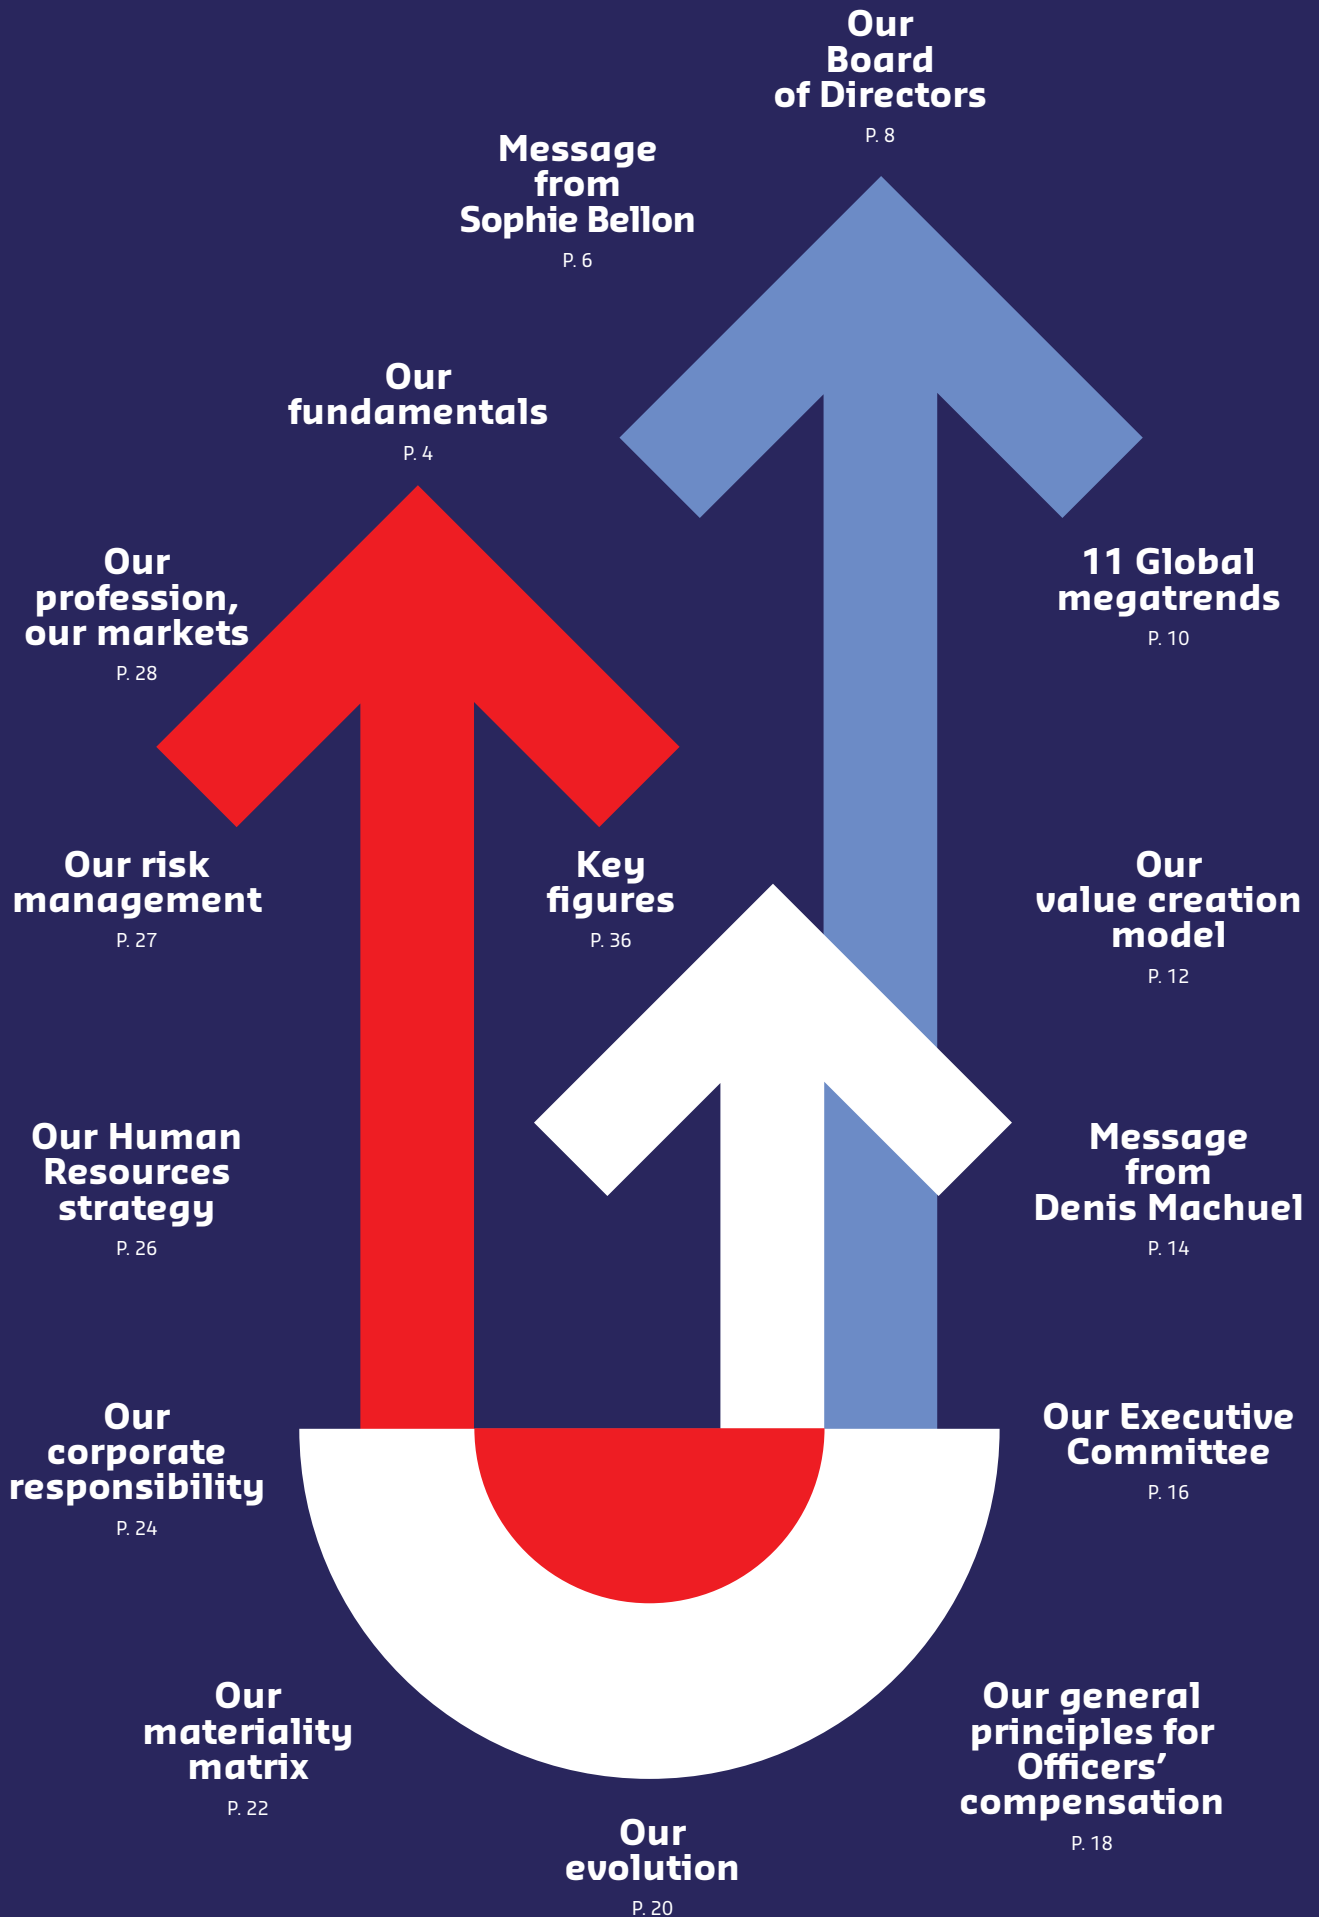 Our
Board
of Directors
P. 8
Message
from
Sophie Bellon
P. 6
Our
fundamentals
P. 4
Our
profession,
our markets
P. 28
11 Global
megatrends
P. 10
Our risk
management
P. 27
Key
figures
P. 36
Our
value creation
model
P. 12
Our Human
Resources
strategy
P. 26
Message
from
Denis Machuel
P. 14
Our
corporate
responsibility
P. 24
Our Executive
Committee
P. 16
Our
materiality
matrix
P. 22
Our general
principles for
Officers’
compensation
P. 18
Our
evolution
P. 20